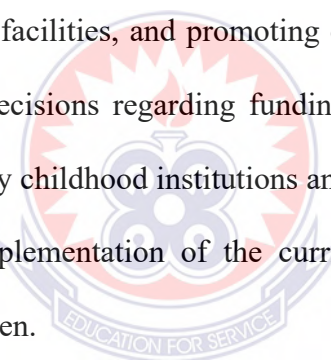 facilities, and promoting
ecisions regarding fundin
y childhood institutions an
plementation of the curr
en.
EDUCATION FOR SERVICE